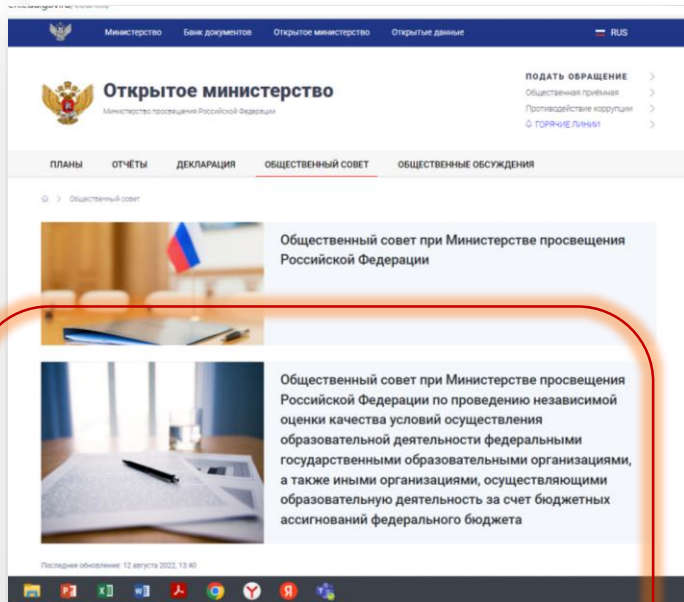 Министерство Банк документов Открытое министерство Открытые данные RUS
Открытое министерство
Министерство просвещения Российской Федерации
ПОДАТЬ ОБРАЩЕНИЕ
Общественная приёмная
Противодействие коррупции
ГОРЯЧИЕ ЛИНИИ
ПЛАНЫ ОТЧЁТЫ ДЕКЛАРАЦИЯ ОБЩЕСТВЕННЫЙ СОВЕТ ОБЩЕСТВЕННЫЕ ОБСУЖДЕНИЯ
Общественный совет
Общественный совет при Министерстве просвещения
Российской Федерации
Общественный совет при Министерстве просвещения
Российской Федерации по проведению независимой
оценки качества условий осуществления
образовательной деятельности федеральными
государственными образовательными организациями,
а также иными организациями, осуществляющими
образовательную деятельность за счет бюджетных
ассигнований федерального бюджета
Последнее обновление: 12 августа 2022, 13:40